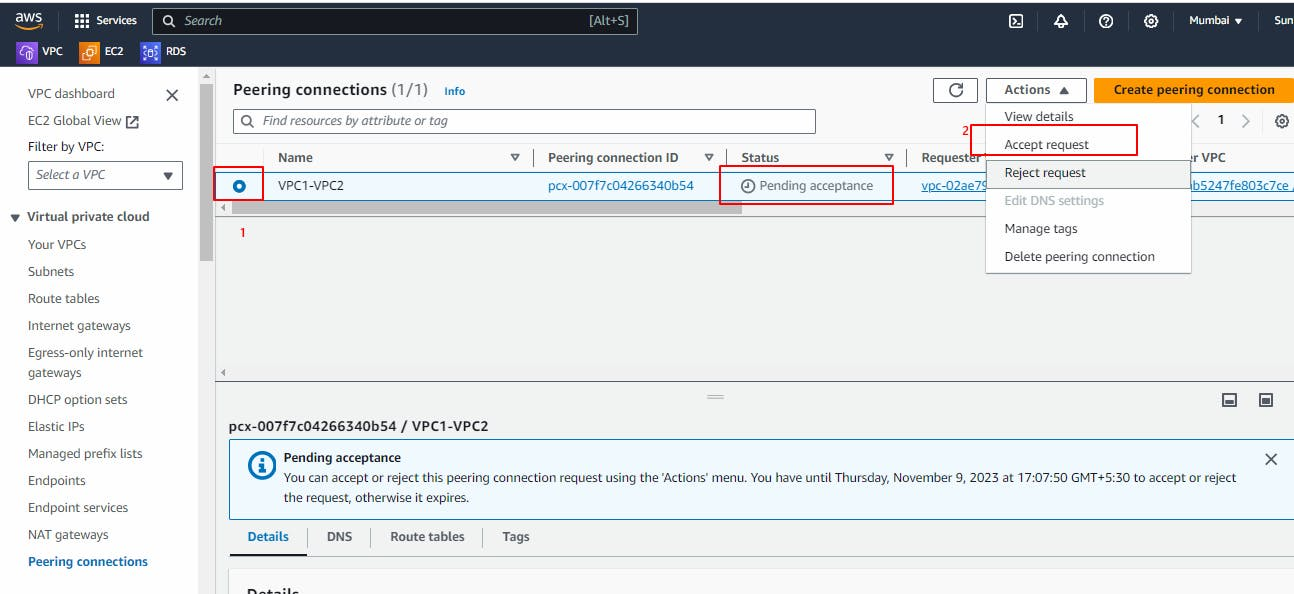 aws Services Search [Alt+S] Mumbai Sun
VPC EC2 RDS
VPC dashboard
EC2 Global View
Filter by VPC:
Select a VPC
Virtual private cloud
Your VPCs
Subnets
Route tables
Internet gateways
Egress-only internet
gateways
DHCP option sets
Elastic IPs
Managed prefix lists
Endpoints
Endpoint services
NAT gateways
Peering connections
Peering connections (1/1) Info Actions Create peering connection
Find resources by attribute or tag 1
Name Peering connection ID Status Requester r VPC
VPC1-VPC2 pcx-007f7c04266340b54 Pending acceptance vpc-02ae79 b5247fe803c7ce /
1
2
View details
Accept request
Reject request
Edit DNS settings
Manage tags
Delete peering connection
pcx-007f7c04266340b54 / VPC1-VPC2
Pending acceptance
You can accept or reject this peering connection request using the 'Actions' menu. You have until Thursday, November 9, 2023 at 17:07:50 GMT+5:30 to accept or reject
the request, otherwise it expires.
Details DNS Route tables Tags
Details